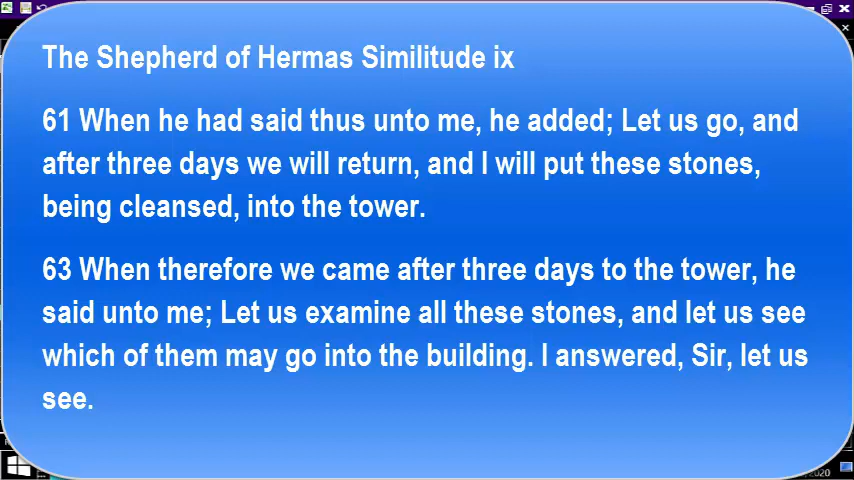 The Shepherd of Hermas Similitude ix
61 When he had said thus unto me, he added; Let us go, and
after three days we will return, and I will put these stones,
being cleansed, into the tower.
63 When therefore we came after three days to the tower, he
said unto me; Let us examine all these stones, and let us see
which of them may go into the building. I answered, Sir, let us
see.